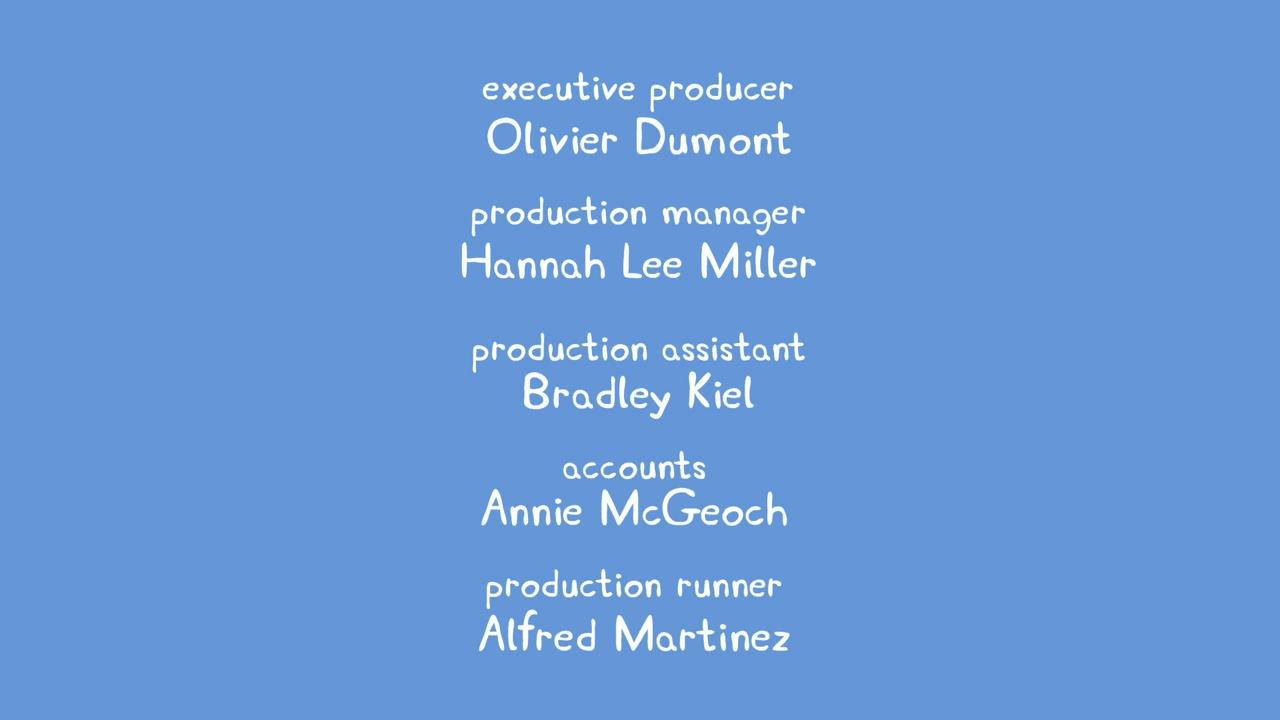 executive producer
Olivier Dumont
production manager
Hannah Lee Miller
production assistant
Bradley Kiel
accounts
Annie McGeoch
production runner
Alfred Martinez